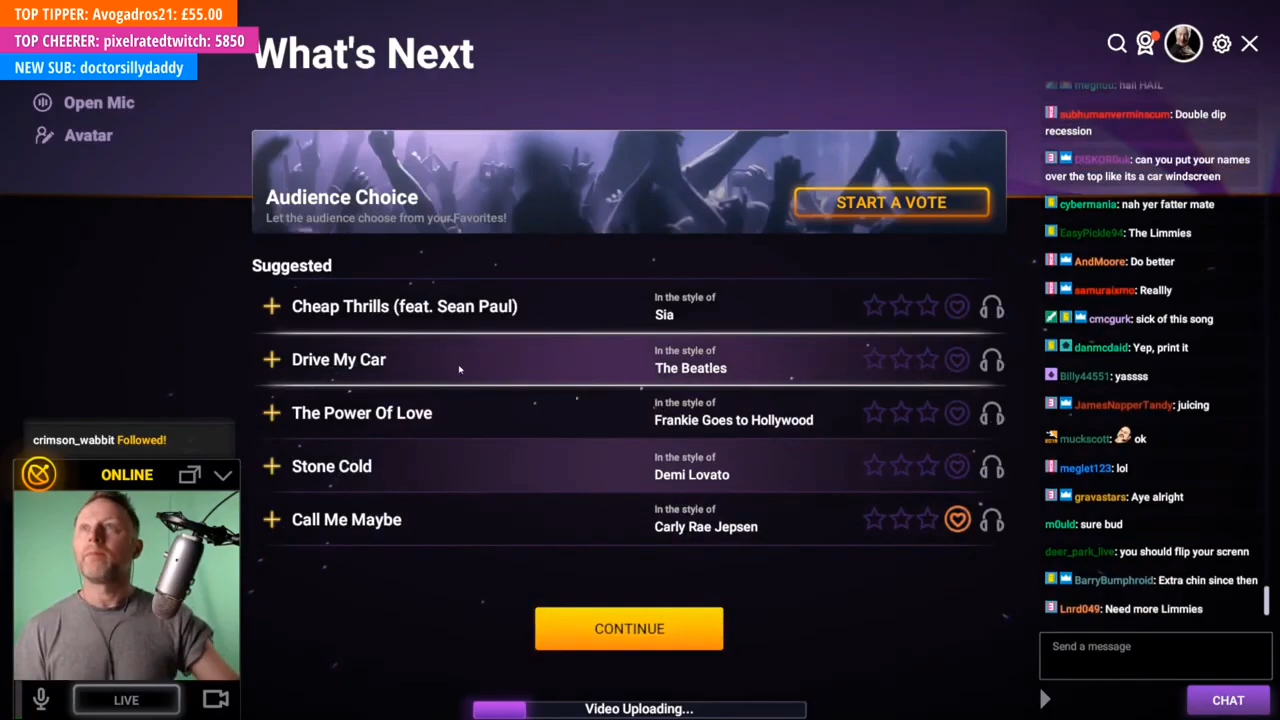 TOP TIPPER: Avogadros21: £55.00
TOP CHEERER: pixelratedtwitch: 5850
NEW SUB: doctorsillydaddy
What's Next
Open Mic
Avatar
Audience Choice
Let the audience choose from your Favorites!
START A VOTE
Suggested
Cheap Thrills (feat. Sean Paul)
In the style of
Sia
Drive My Car
In the style of
The Beatles
The Power Of Love
In the style of
Frankie Goes to Hollywood
Stone Cold
In the style of
Demi Lovato
Call Me Maybe
In the style of
Carly Rae Jepsen
CONTINUE
Video Uploading...
crimson_wabbit Followed!
ONLINE
LIVE
hail HAIL
subhumanverminscum: Double dip
recession
DISKORDuk: can you put your names
over the top like its a car windscreen
cybermania: nah yer fatter mate
EasyPickle94: The Limmies
AndMoore: Do better
samuraixmo: Reallly
cmcgurk: sick of this song
danmcdaid: Yep, print it
Billy44551: yassss
JamesNapperTandy: juicing
muckscott: ok
meglet123: lol
gravastars: Aye alright
m0uld: sure bud
deer_park_live: you should flip your screnn
BarryBumphroid: Extra chin since then
Lnrd049: Need more Limmies
Send a message
CHAT